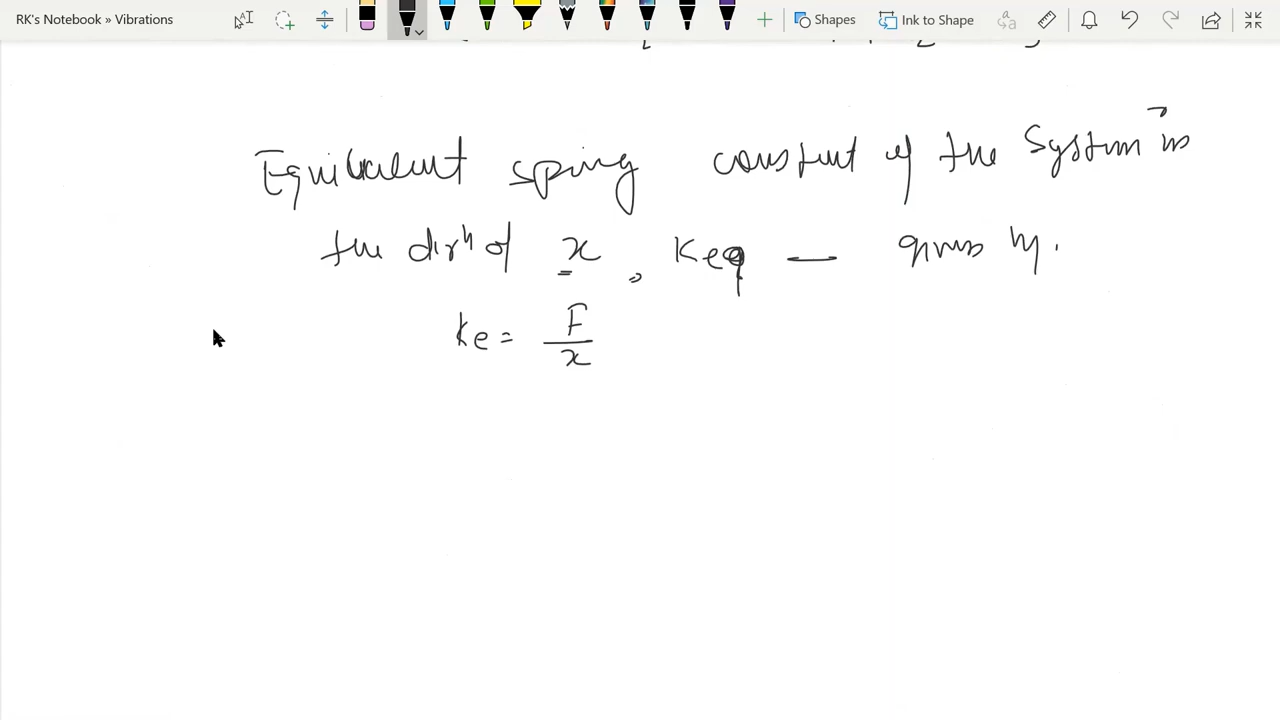 RK's Notebook » Vibrations
Shapes
Ink to Shape
Equivalent spring constant of the System in
the dirⁿ of x, Keq — given by.
Ke = F/x